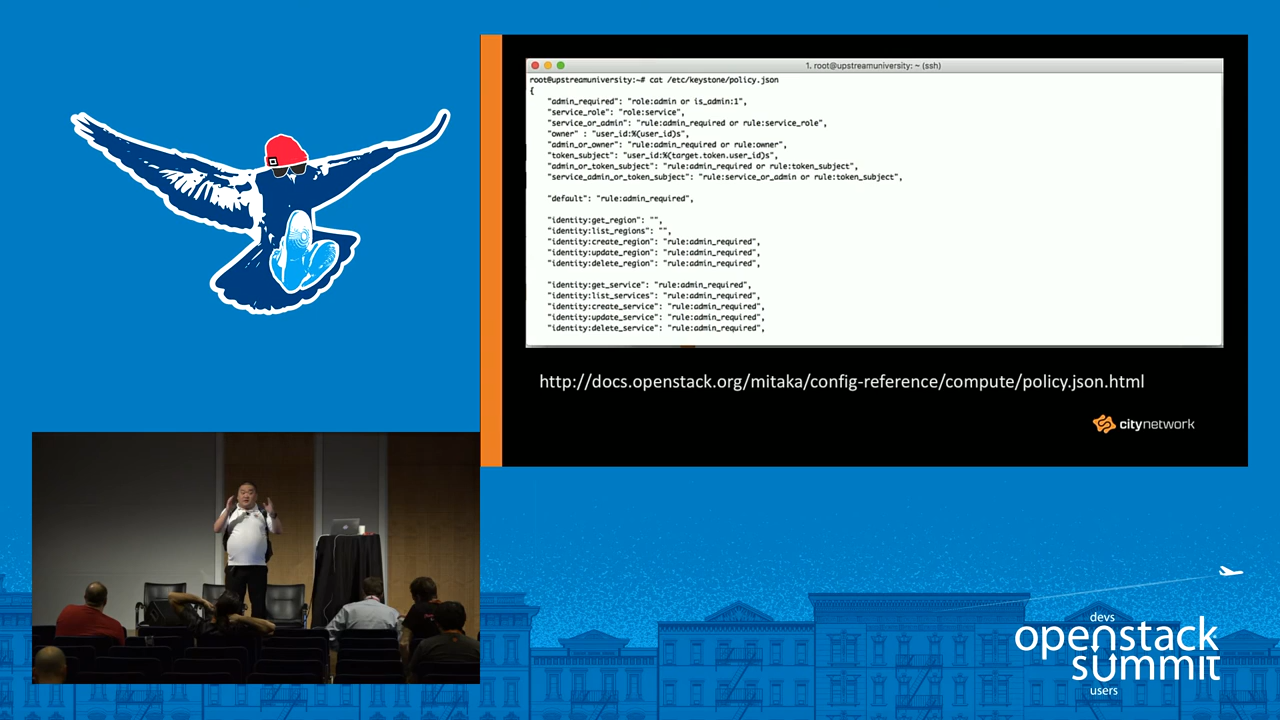 1. root@upstreamuniversity: ~ (ssh)
root@upstreamuniversity:~# cat /etc/keystone/policy.json
{
"admin_required": "role:admin or is_admin:1",
"service_role": "role:service",
"service_or_admin": "rule:admin_required or rule:service_role",
"owner" : "user_id:%(user_id)s",
"admin_or_owner": "rule:admin_required or rule:owner",
"token_subject": "user_id:%(target.token.user_id)s",
"admin_or_token_subject": "rule:admin_required or rule:token_subject",
"service_admin_or_token_subject": "rule:service_or_admin or rule:token_subject",
"default": "rule:admin_required",
"identity:get_region": "",
"identity:list_regions": "",
"identity:create_region": "rule:admin_required",
"identity:update_region": "rule:admin_required",
"identity:delete_region": "rule:admin_required",
"identity:get_service": "rule:admin_required",
"identity:list_services": "rule:admin_required",
"identity:create_service": "rule:admin_required",
"identity:update_service": "rule:admin_required",
"identity:delete_service": "rule:admin_required",
http://docs.openstack.org/mitaka/config-reference/compute/policy.json.html
citynetwork
devs
openstack
summit
users